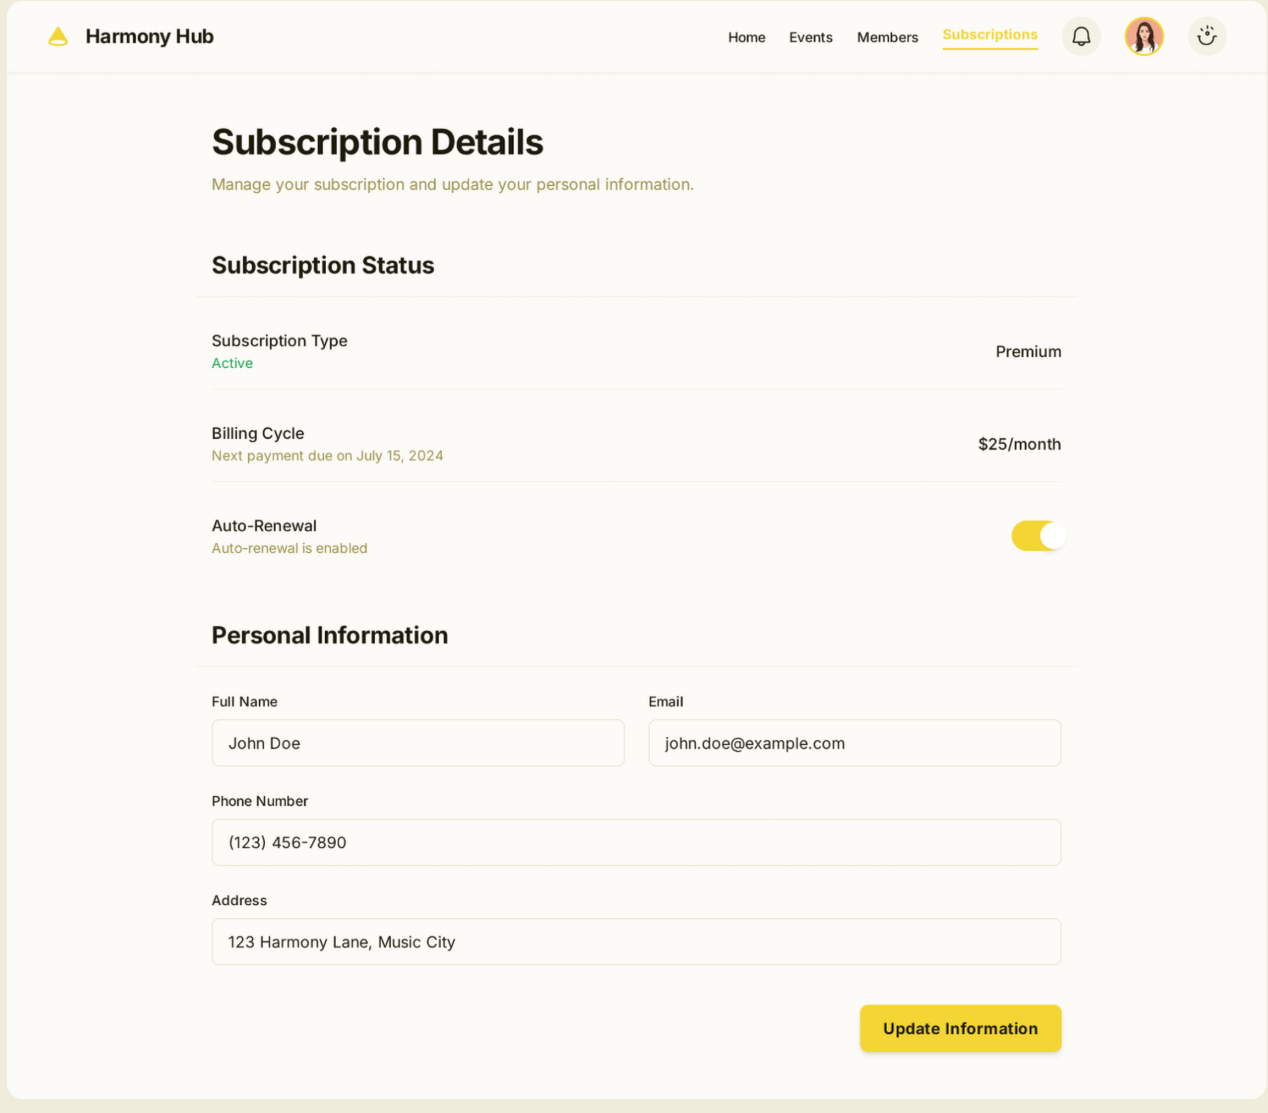 Harmony Hub
Home Events Members Subscriptions
Subscription Details
Manage your subscription and update your personal information.
Subscription Status
Subscription Type
Active
Premium
Billing Cycle
Next payment due on July 15, 2024
$25/month
Auto-Renewal
Auto-renewal is enabled
Personal Information
Full Name
John Doe
Email
john.doe@example.com
Phone Number
(123) 456-7890
Address
123 Harmony Lane, Music City
Update Information